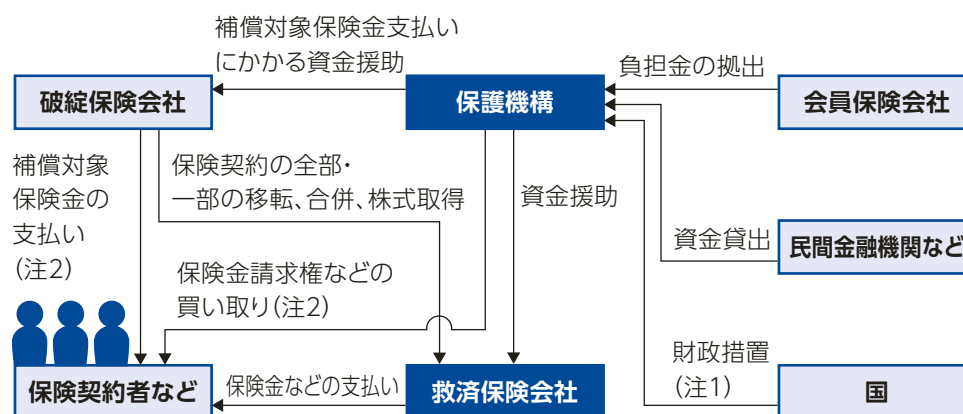 補償対象保険金支払い
にかかる資金援助
負担金の拠出
破綻保険会社
保護機構
会員保険会社
補償対象
保険金の
支払い
(注2)
保険契約の全部・
一部の移転、合併、株式取得
資金援助
資金貸出
民間金融機関など
保険金請求権などの
買い取り(注2)
財政措置
(注1)
保険契約者など
保険金などの支払い
救済保険会社
国